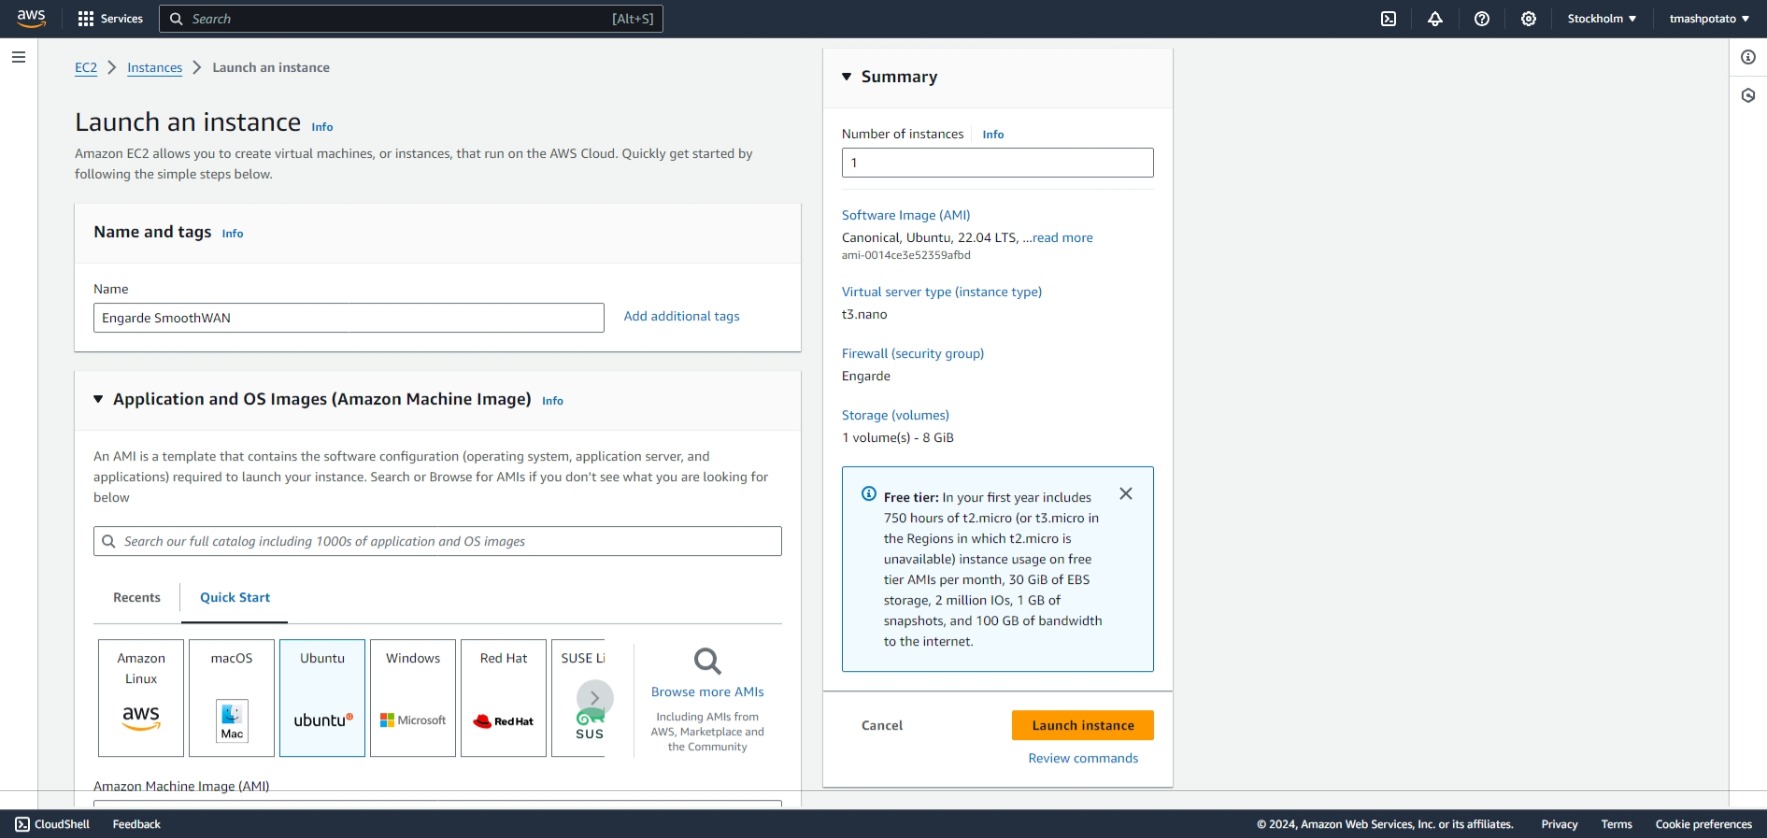 aws
Services
Search
[Alt+S]
Stockholm
tmashpotato
EC2
Instances
Launch an instance
Launch an instance
Info
Amazon EC2 allows you to create virtual machines, or instances, that run on the AWS Cloud. Quickly get started by
following the simple steps below.
Name and tags
Info
Name
Engarde SmoothWAN
Add additional tags
Application and OS Images (Amazon Machine Image)
Info
An AMI is a template that contains the software configuration (operating system, application server, and
applications) required to launch your instance. Search or Browse for AMIs if you don't see what you are looking for
below
Search our full catalog including 1000s of application and OS images
Recents
Quick Start
Amazon
Linux
aws
macOS
Mac
Ubuntu
ubuntu
Windows
Microsoft
Red Hat
Red Hat
SUSE Li
SUS
Browse more AMIs
Including AMIs from
AWS, Marketplace and
the Community
Amazon Machine Image (AMI)
Summary
Number of instances
Info
1
Software Image (AMI)
Canonical, Ubuntu, 22.04 LTS, ...read more
ami-0014ce3e52359afbd
Virtual server type (instance type)
t3.nano
Firewall (security group)
Engarde
Storage (volumes)
1 volume(s) - 8 GiB
Free tier: In your first year includes
750 hours of t2.micro (or t3.micro in
the Regions in which t2.micro is
unavailable) instance usage on free
tier AMIs per month, 30 GiB of EBS
storage, 2 million IOs, 1 GB of
snapshots, and 100 GB of bandwidth
to the internet.
Cancel
Launch instance
Review commands
CloudShell
Feedback
© 2024, Amazon Web Services, Inc. or its affiliates.
Privacy
Terms
Cookie preferences